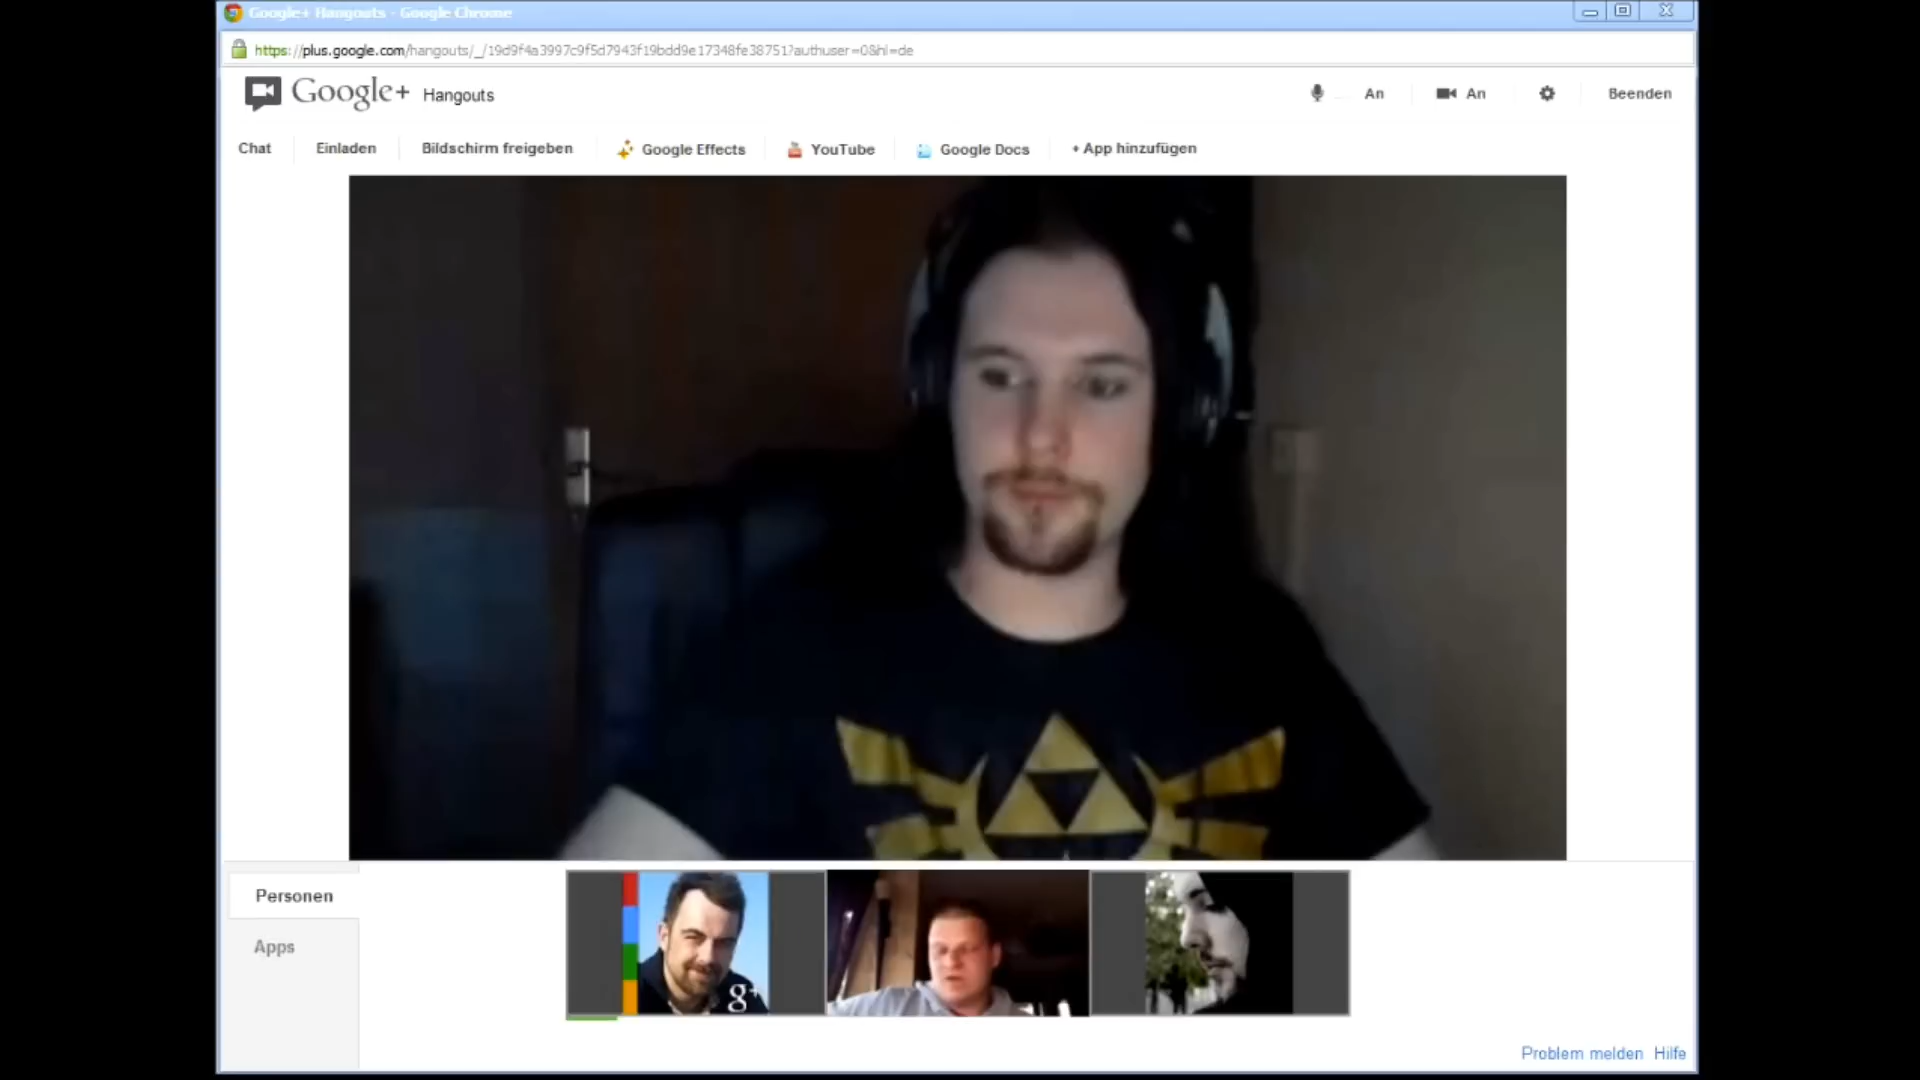 Google+ Hangouts - Google Chrome
https://plus.google.com/hangouts/_/19d9f4a3997c9f5d7943f19bdd9e17348fe38751?authuser=0&hl=de
Google+ Hangouts
An
An
Beenden
Chat
Einladen
Bildschirm freigeben
Google Effects
YouTube
Google Docs
+ App hinzufügen
Personen
Apps
g+
Problem melden
Hilfe